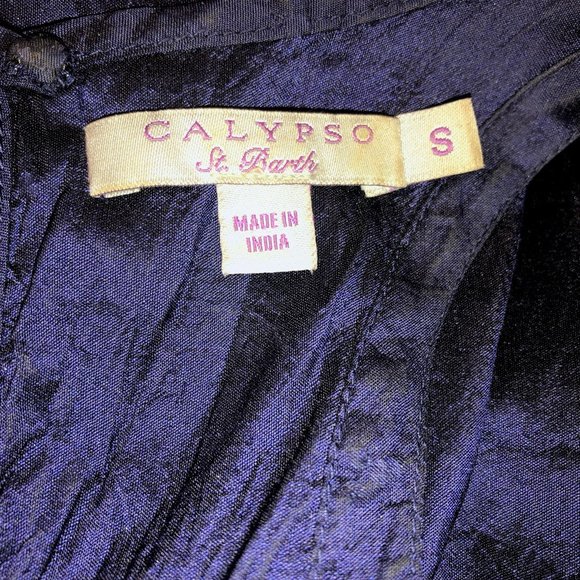 CALYPSO
St. Barth
S
MADE IN
INDIA